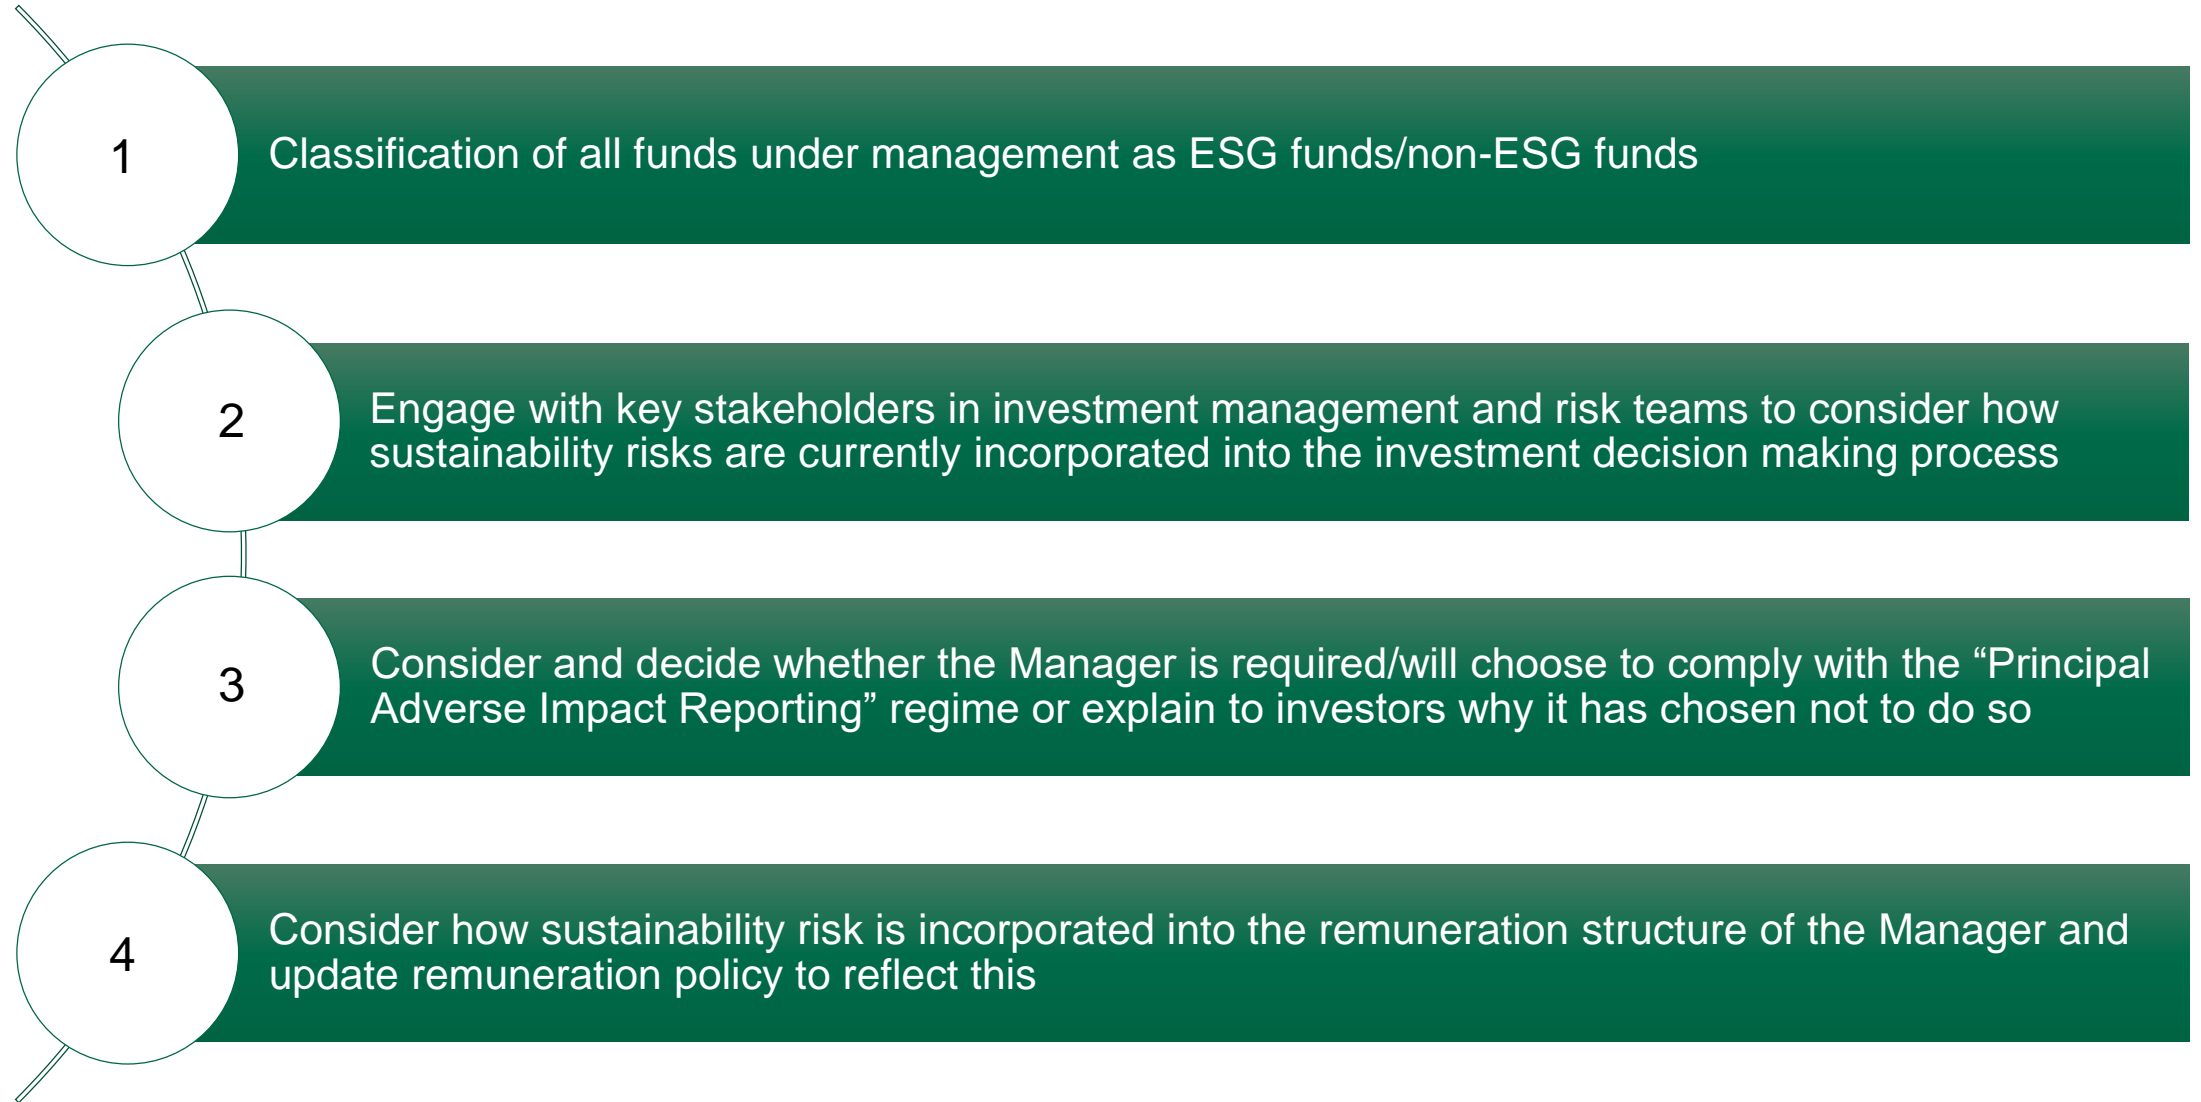 1
Classification of all funds under management as ESG funds/non-ESG funds
2
Engage with key stakeholders in investment management and risk teams to consider how
sustainability risks are currently incorporated into the investment decision making process
3
Consider and decide whether the Manager is required/will choose to comply with the “Principal
Adverse Impact Reporting” regime or explain to investors why it has chosen not to do so
4
Consider how sustainability risk is incorporated into the remuneration structure of the Manager and
update remuneration policy to reflect this